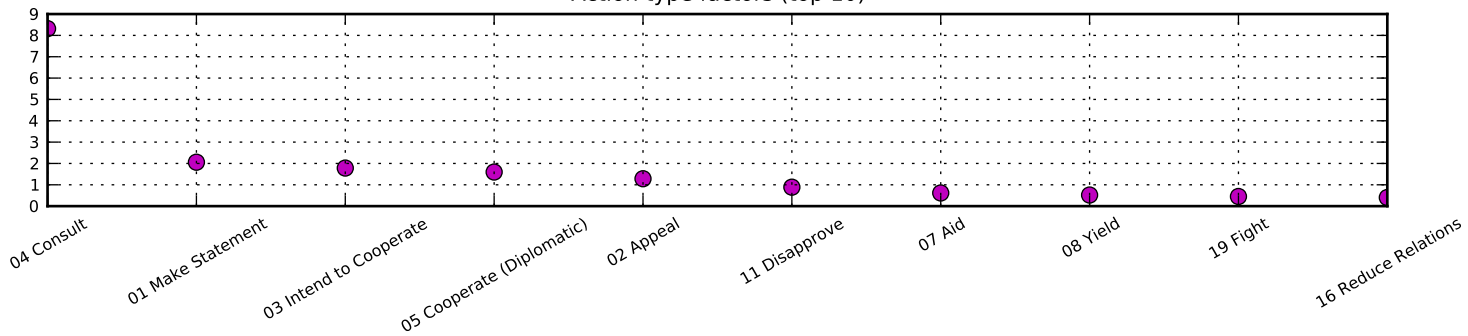 9
8
7
6
5
4
3
2
1
0
04 Consult
01 Make Statement
03 Intend to Cooperate
05 Cooperate (Diplomatic)
02 Appeal
11 Disapprove
07 Aid
08 Yield
19 Fight
16 Reduce Relations